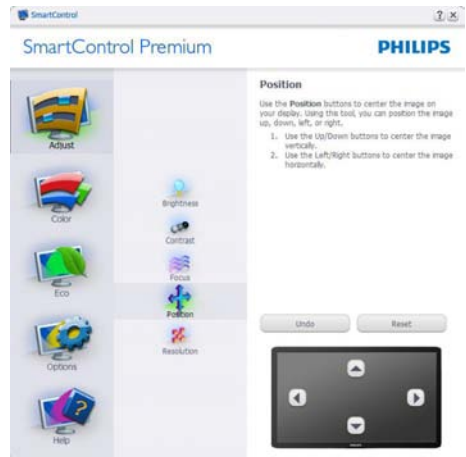 SmartControl
SmartControl Premium
PHILIPS
Adjust
Color
Eco
Options
Help
Brightness
Contrast
Focus
Position
Resolution
Position
Use the Position buttons to center the image on
your display. Using the tool, you can position the image
up, down, left, or right.
1. Use the Up/Down buttons to center the image
vertically.
2. Use the Left/Right buttons to center the image
horizontally.
Undo
Reset
PHILIPS